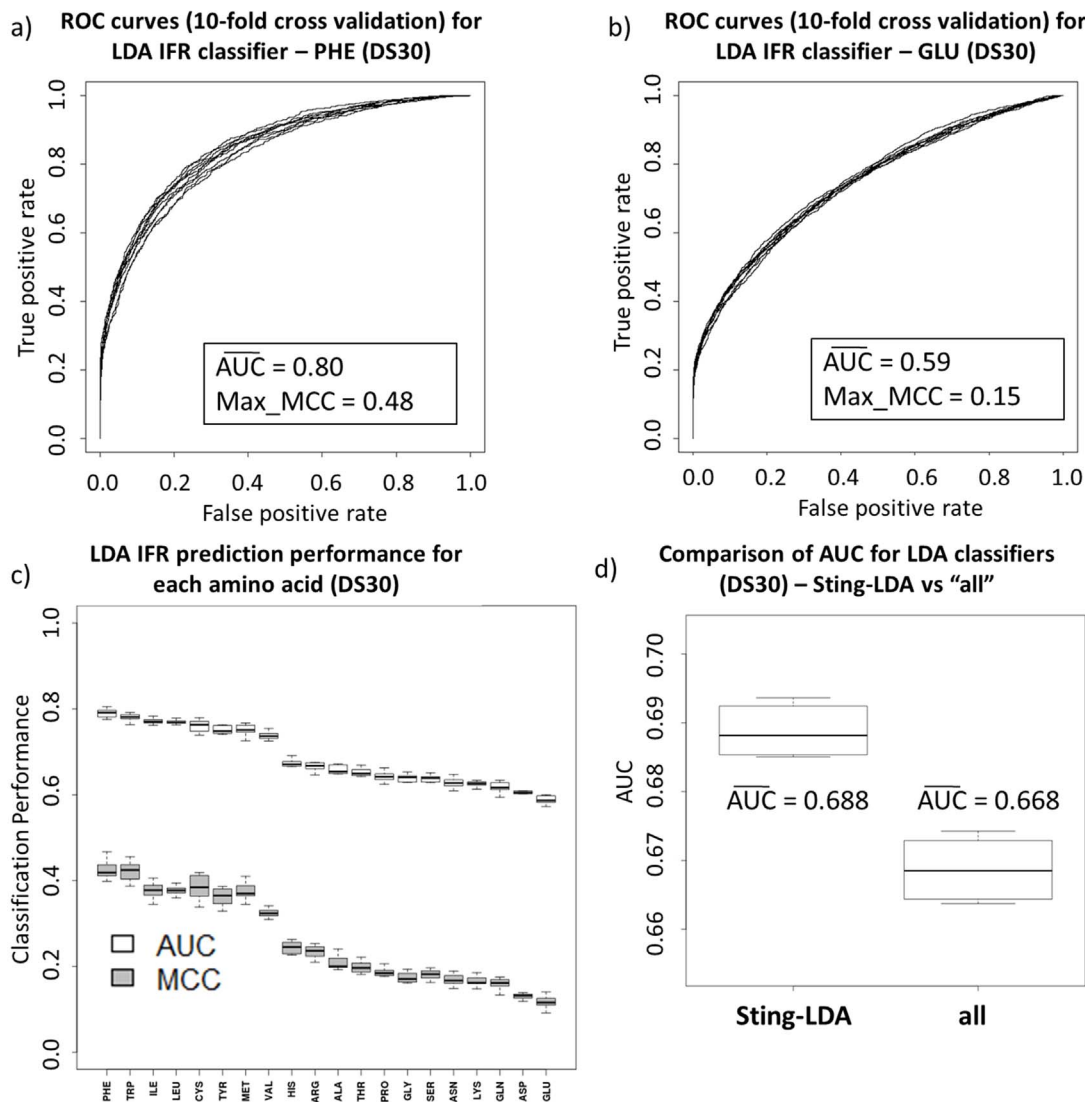 a)
ROC curves (10-fold cross validation) for
LDA IFR classifier – PHE (DS30)
True positive rate
1.0
0.8
0.6
0.4
0.2
0.0
AUC = 0.80
Max_MCC = 0.48
0.0 0.2 0.4 0.6 0.8 1.0
False positive rate
b)
ROC curves (10-fold cross validation) for
LDA IFR classifier – GLU (DS30)
True positive rate
1.0
0.8
0.6
0.4
0.2
0.0
AUC = 0.59
Max_MCC = 0.15
0.0 0.2 0.4 0.6 0.8 1.0
False positive rate
c)
LDA IFR prediction performance for
each amino acid (DS30)
Classification Performance
1.0
0.8
0.6
0.4
0.2
0.0
AUC
MCC
PHE TRP ILE LEU CYS TYR MET VAL HIS ARG ALA THR PRO GLY SER ASN LYS GLN ASP GLU
d)
Comparison of AUC for LDA classifiers
(DS30) – Sting-LDA vs “all”
AUC
0.70
0.69
0.68
0.67
0.66
AUC = 0.688 AUC = 0.668
Sting-LDA all